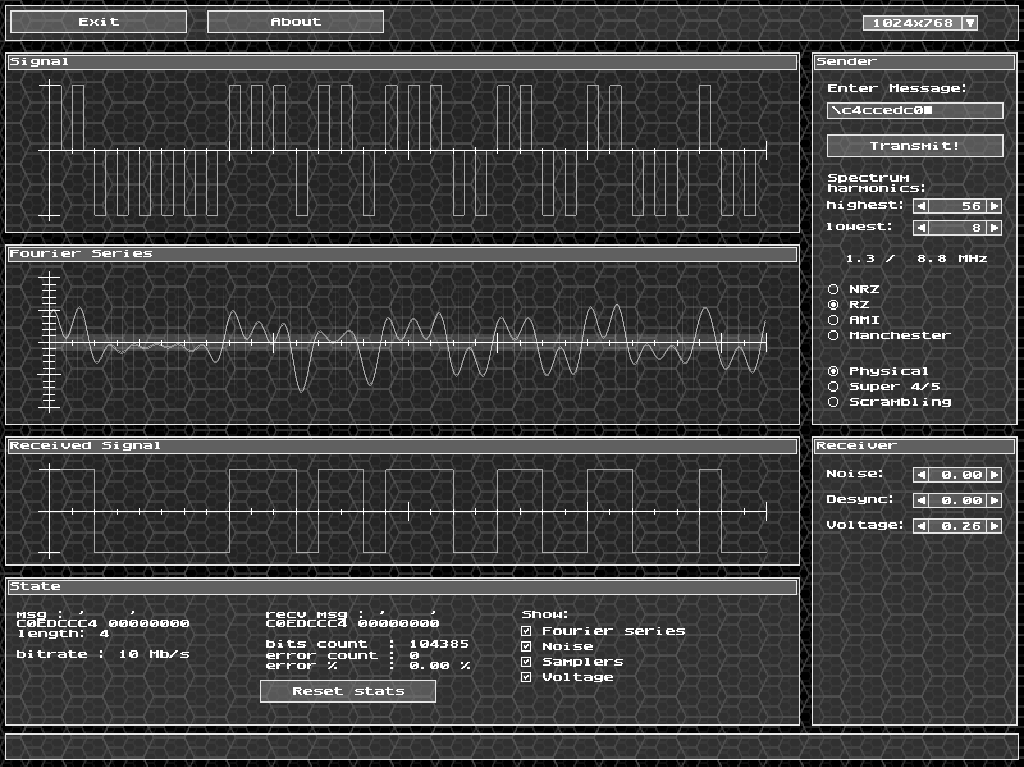 Exit About 1024x768
Signal
Sender
Enter Message:
\c4ccedc0
Transmit!
Spectrum
harmonics:
highest: 56
lowest: 8
1.3 / 8.8 MHz
NRZ
RZ
AMI
Manchester
Physical
Super 4/5
Scrambling
Fourier Series
Received Signal
Receiver
Noise: 0.00
Desync: 0.00
Voltage: 0.26
State
msg : , ,
C0EDCCC4 00000000
length: 4
bitrate : 10 Mb/s
recv msg : , ,
C0EDCCC4 00000000
bits count : 104385
error count : 0
error % : 0.00 %
Reset stats
Show:
Fourier series
Noise
Samplers
Voltage